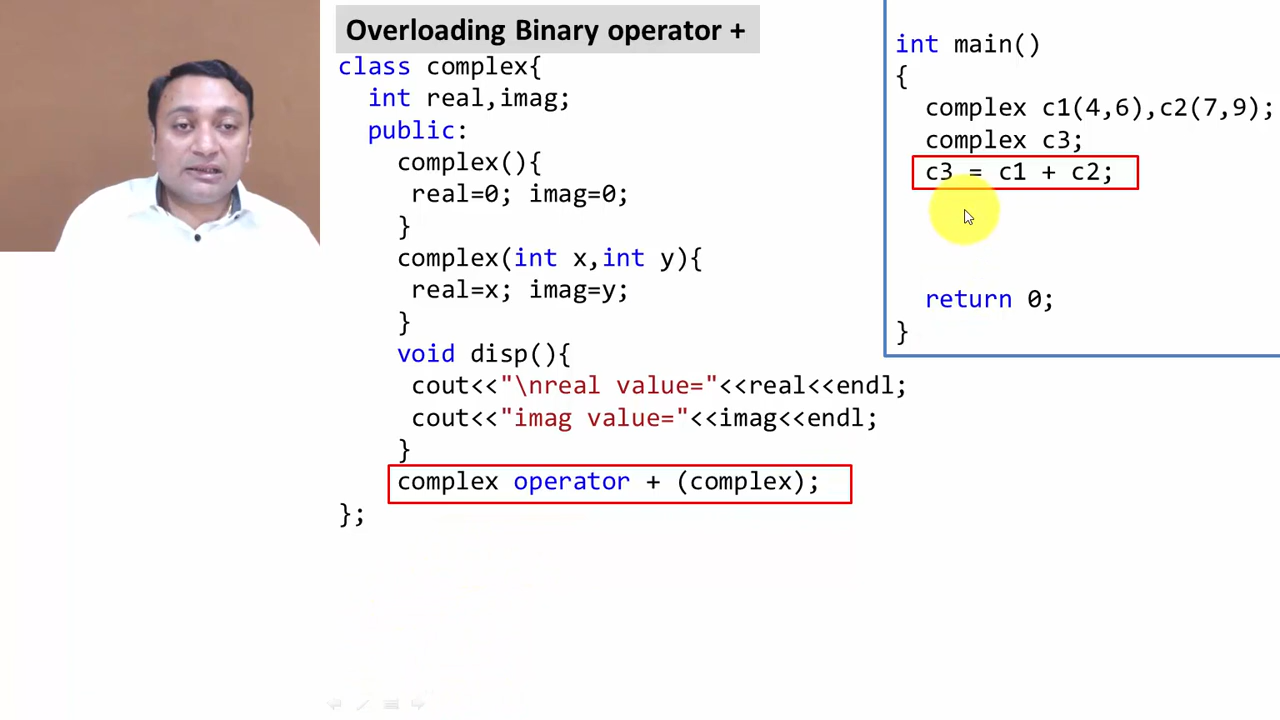 Overloading Binary operator +
class complex{
int real,imag;
public:
complex(){
real=0; imag=0;
}
complex(int x,int y){
real=x; imag=y;
}
void disp(){
cout<<"\nreal value="<<real<<endl;
cout<<"imag value="<<imag<<endl;
}
complex operator + (complex);
};
int main()
{
complex c1(4,6),c2(7,9);
complex c3;
c3 = c1 + c2;
return 0;
}